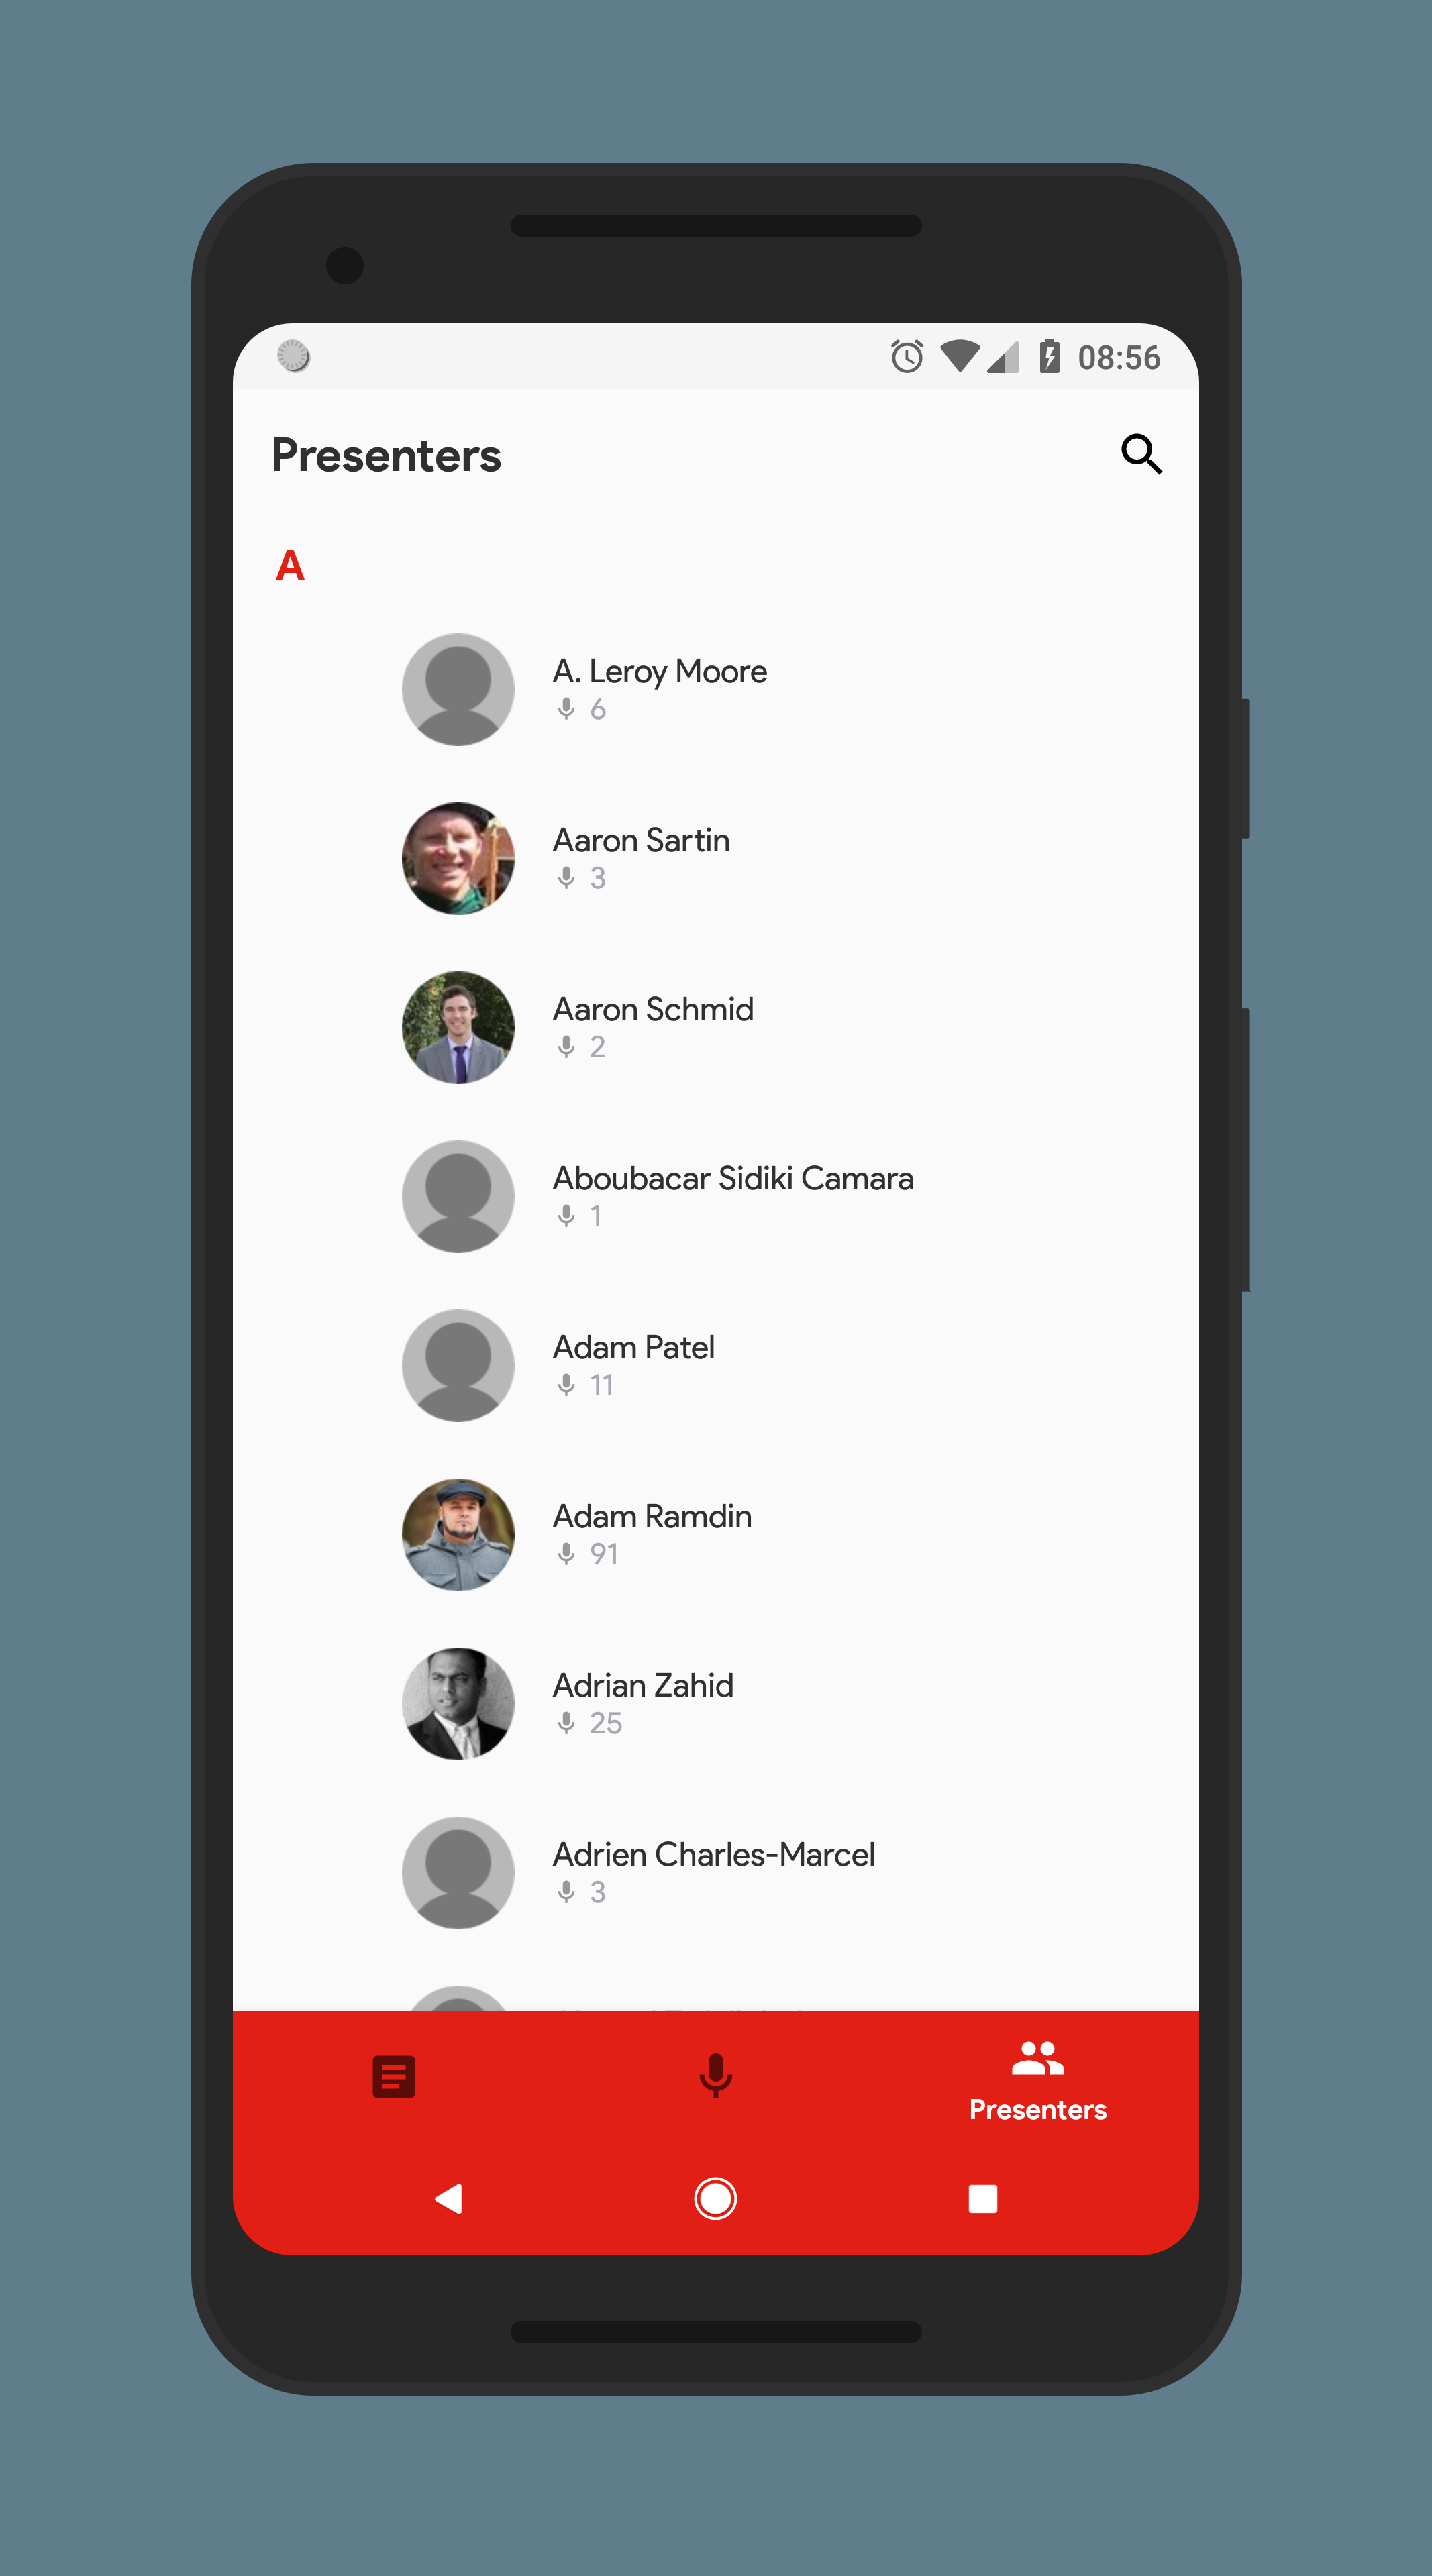 08:56
Presenters
A
A. Leroy Moore
6
Aaron Sartin
3
Aaron Schmid
2
Aboubacar Sidiki Camara
1
Adam Patel
11
Adam Ramdin
91
Adrian Zahid
25
Adrien Charles-Marcel
3
Presenters